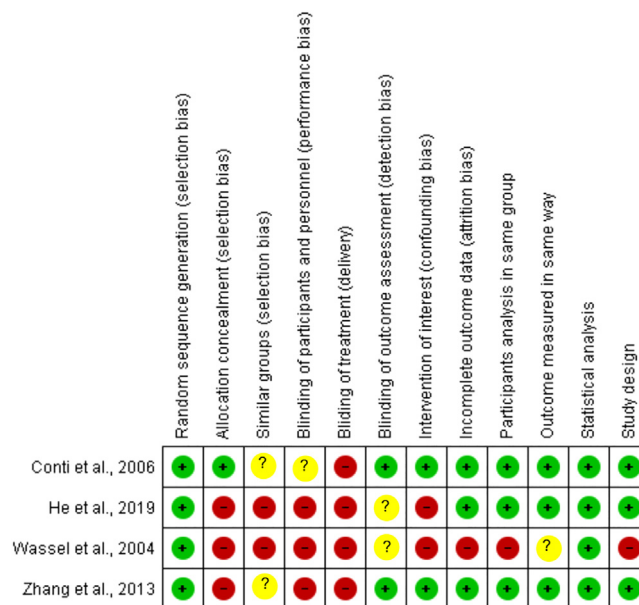 Random sequence generation (selection bias)
Allocation concealment (selection bias)
Similar groups (selection bias)
Blinding of participants and personnel (performance bias)
Bliding of treatment (delivery)
Blinding of outcome assessment (detection bias)
Intervention of interest (confounding bias)
Incomplete outcome data (attrition bias)
Participants analysis in same group
Outcome measured in same way
Statistical analysis
Study design
Conti et al., 2006 + + ? ? - + + + + + + +
He et al., 2019 + - - - - ? - + + + + +
Wassel et al., 2004 + - - - - ? - - - ? + -
Zhang et al., 2013 + - ? - - + + + + + + +